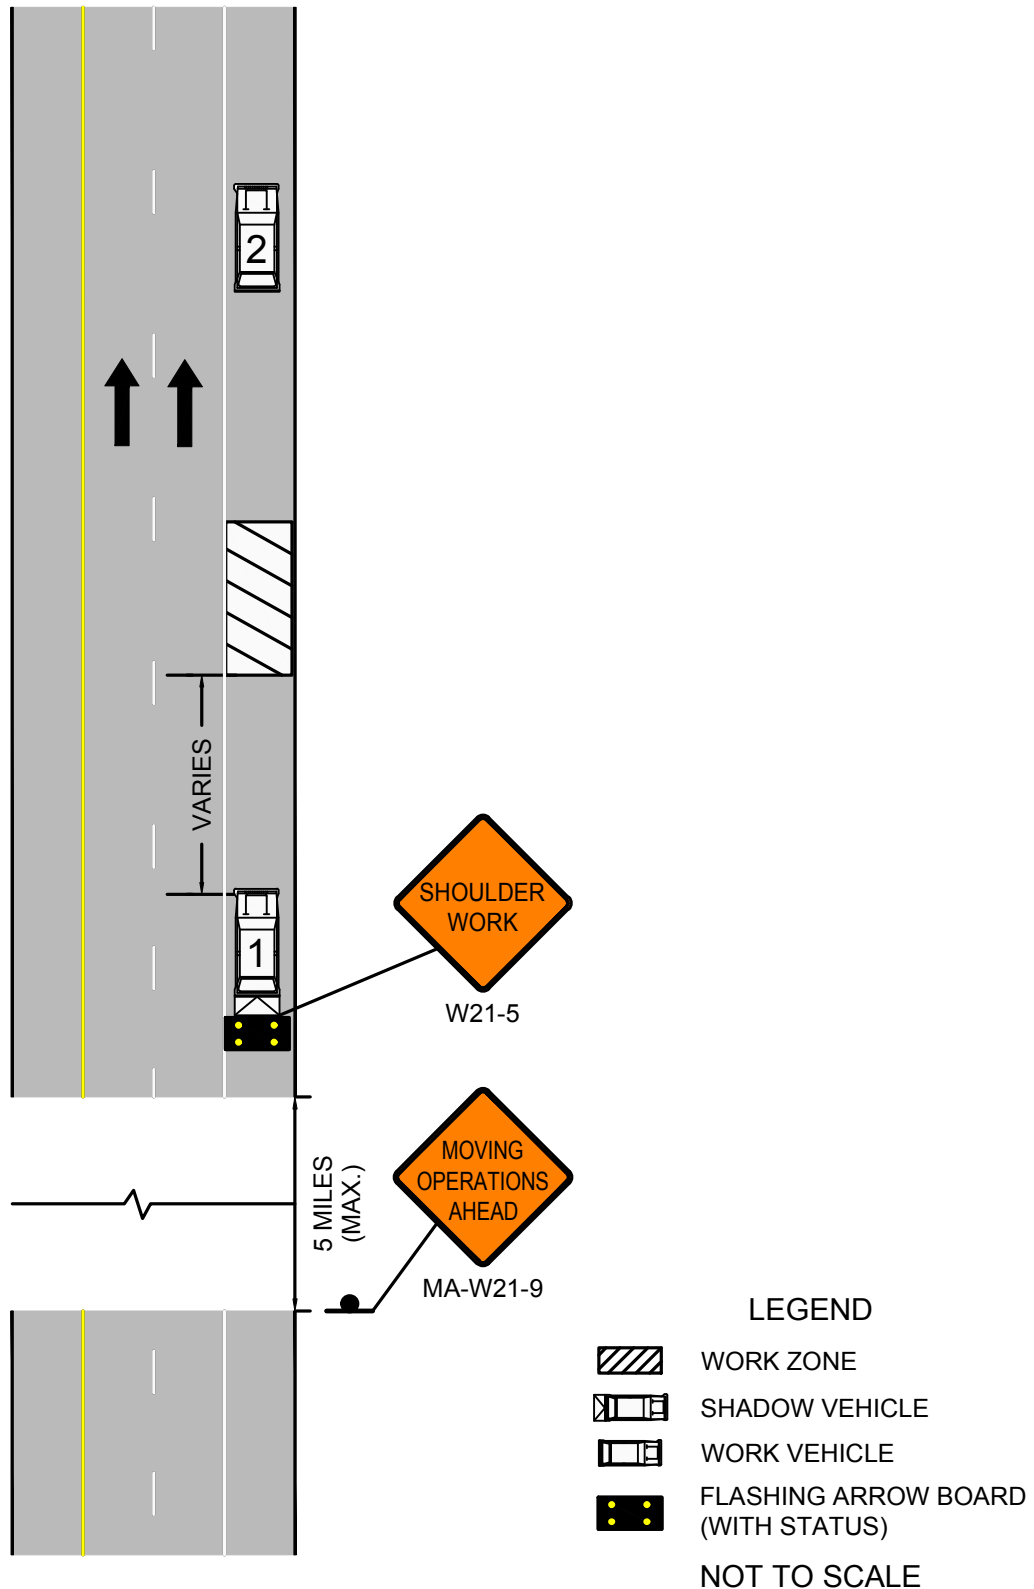 2
VARIES
SHOULDER
WORK
1
W21-5
MOVING
OPERATIONS
AHEAD
5 MILES
(MAX.)
MA-W21-9
LEGEND
WORK ZONE
SHADOW VEHICLE
WORK VEHICLE
FLASHING ARROW BOARD
(WITH STATUS)
NOT TO SCALE